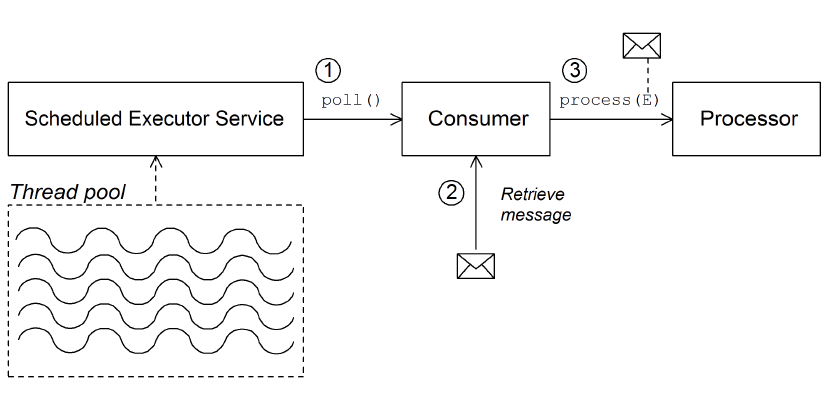 1
3
poll()
process(E)
Scheduled Executor Service
Consumer
Processor
Thread pool
2
Retrieve
message